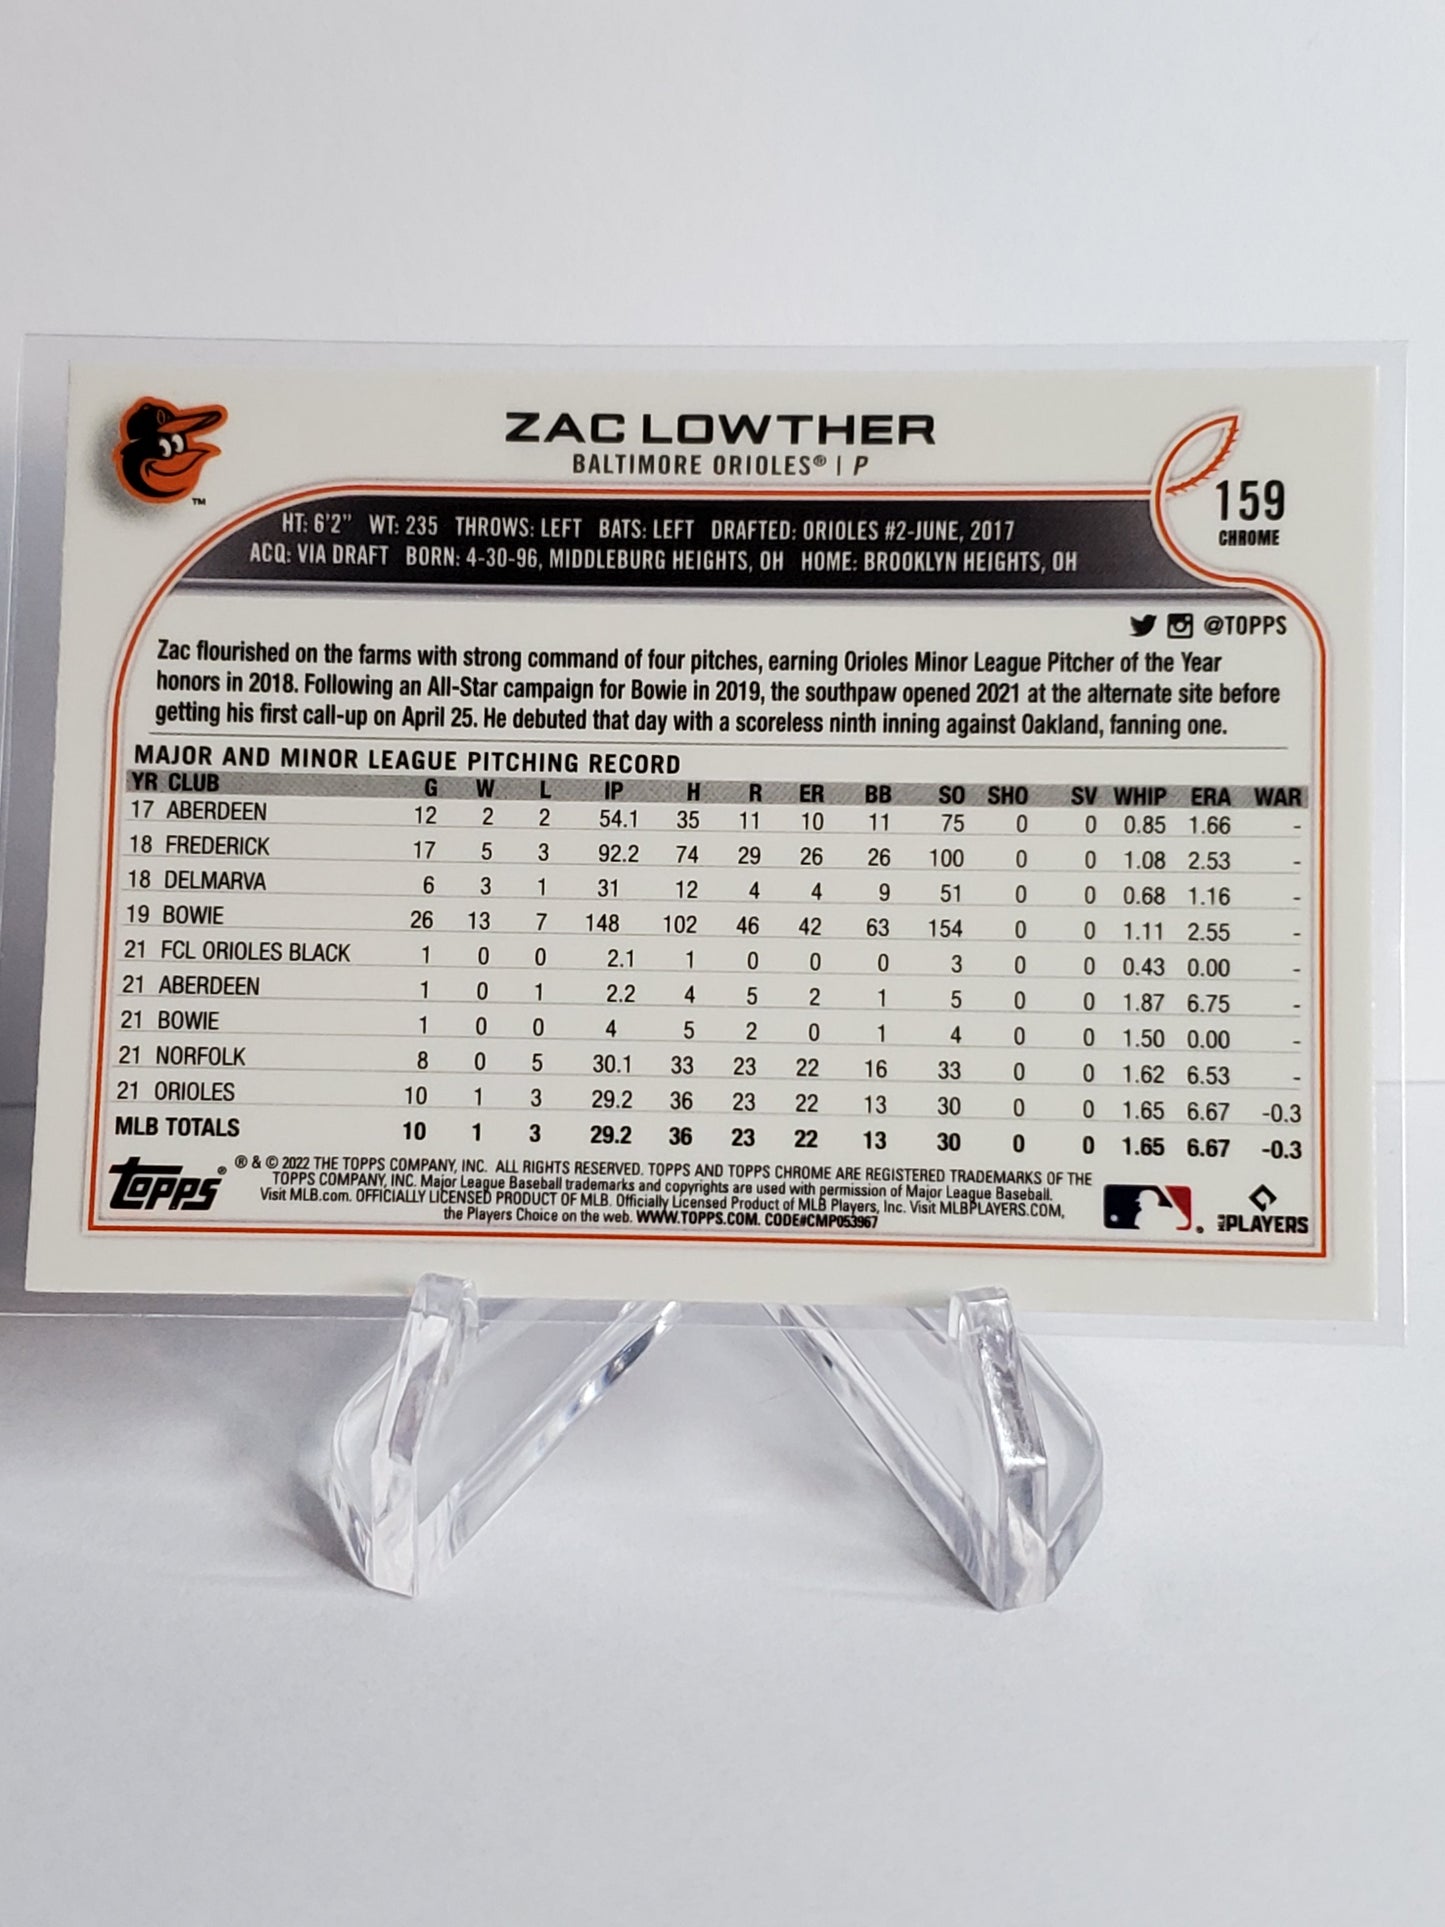 ZAC LOWTHER
BALTIMORE ORIOLES® | P
™
159
CHROME
HT: 6'2" WT: 235 THROWS: LEFT BATS: LEFT DRAFTED: ORIOLES #2-JUNE, 2017
ACQ: VIA DRAFT BORN: 4-30-96, MIDDLEBURG HEIGHTS, OH HOME: BROOKLYN HEIGHTS, OH
@TOPPS
Zac flourished on the farms with strong command of four pitches, earning Orioles Minor League Pitcher of the Year
honors in 2018. Following an All-Star campaign for Bowie in 2019, the southpaw opened 2021 at the alternate site before
getting his first call-up on April 25. He debuted that day with a scoreless ninth inning against Oakland, fanning one.
MAJOR AND MINOR LEAGUE PITCHING RECORD
YR CLUB G W L IP H R ER BB SO SHO SV WHIP ERA WAR
17 ABERDEEN 12 2 2 54.1 35 11 10 11 75 0 0 0.85 1.66 -
18 FREDERICK 17 5 3 92.2 74 29 26 26 100 0 0 1.08 2.53 -
18 DELMARVA 6 3 1 31 12 4 4 9 51 0 0 0.68 1.16 -
19 BOWIE 26 13 7 148 102 46 42 63 154 0 0 1.11 2.55 -
21 FCL ORIOLES BLACK 1 0 0 2.1 1 0 0 0 3 0 0 0.43 0.00 -
21 ABERDEEN 1 0 1 2.2 4 5 2 1 5 0 0 1.87 6.75 -
21 BOWIE 1 0 0 4 5 2 0 1 4 0 0 1.50 0.00 -
21 NORFOLK 8 0 5 30.1 33 23 22 16 33 0 0 1.62 6.53 -
21 ORIOLES 10 1 3 29.2 36 23 22 13 30 0 0 1.65 6.67 -0.3
MLB TOTALS 10 1 3 29.2 36 23 22 13 30 0 0 1.65 6.67 -0.3
Topps®
® & © 2022 THE TOPPS COMPANY, INC. ALL RIGHTS RESERVED. TOPPS AND TOPPS CHROME ARE REGISTERED TRADEMARKS OF THE
TOPPS COMPANY, INC. Major League Baseball trademarks and copyrights are used with permission of Major League Baseball.
Visit MLB.com. OFFICIALLY LICENSED PRODUCT OF MLB. Officially Licensed Product of MLB Players, Inc. Visit MLBPLAYERS.COM,
the Players Choice on the web. WWW.TOPPS.COM. CODE#CMP053967
PLAYERS